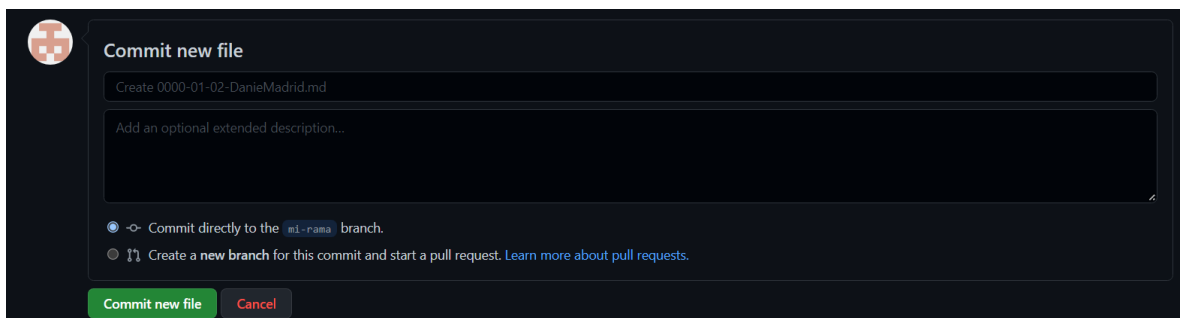 Commit new file
Create 0000-01-02-DanieMadrid.md
Add an optional extended description...
Commit directly to the mi-rama branch.
Create a new branch for this commit and start a pull request. Learn more about pull requests.
Commit new file Cancel